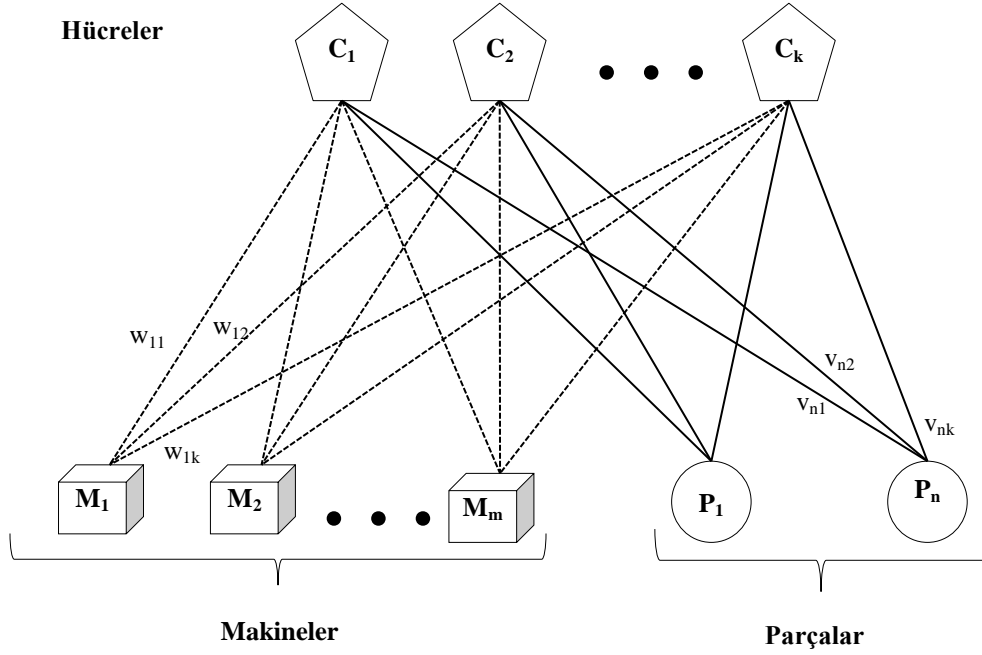 Hücreler
C1
C2
Ck
w11
w12
w1k
vn2
vn1
vnk
M1
M2
Mm
P1
Pn
Makineler
Parçalar